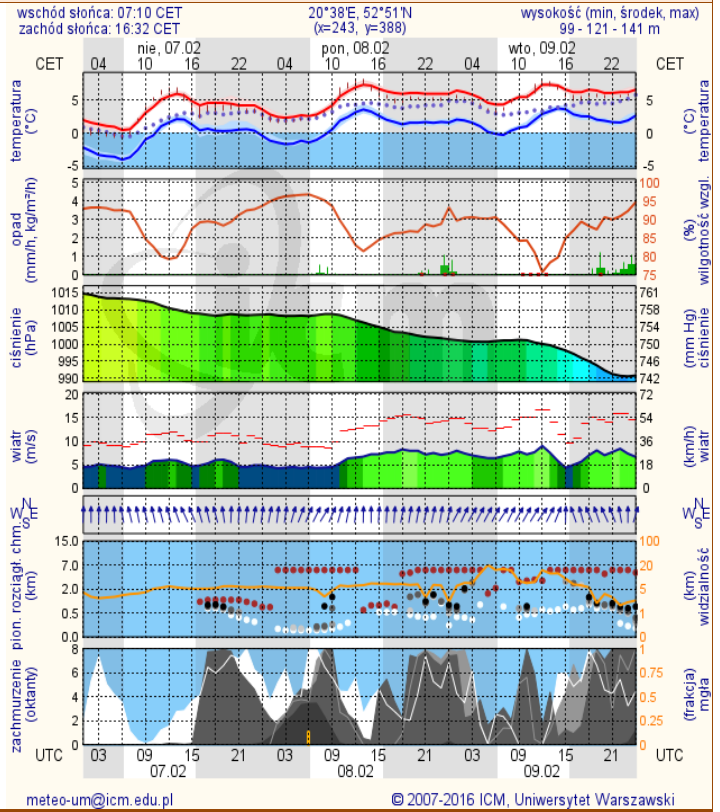 wschód słońca: 07:10 CET 20°38'E, 52°51'N wysokość (min, środek, max)
zachód słońca: 16:32 CET (x=243, y=388) 99 - 121 - 141 m
nie, 07.02 pon, 08.02 wto, 09.02
CET 04 10 16 22 04 10 16 22 04 10 16 22 CET
temperatura
(°C)
5
0
-5
5
0
-5
(°C)
temperatura
opad
(mm/h, kg/m²/h)
5
4
3
2
1
0
100
95
90
85
80
75
(%)
wilgotność wzgl.
ciśnienie
(hPa)
1015
1010
1005
1000
995
990
761
758
754
750
746
742
(mm Hg)
ciśnienie
wiatr
(m/s)
20
15
10
5
0
72
54
36
18
0
(km/h)
wiatr
N
W E
S
N
W E
S
pion. rozciągł. chm.
(km)
15.0
7.0
2.0
0.5
0.0
100
20
5
1
0
(km)
widzialność
zachmurzenie
(oktanty)
8
6
4
2
0
1
0.75
0.5
0.25
0
(frakcja)
mgła
UTC 03 09 15 21 03 09 15 21 03 09 15 21 UTC
07.02 08.02 09.02
meteo-um@icm.edu.pl © 2007-2016 ICM, Uniwersytet Warszawski